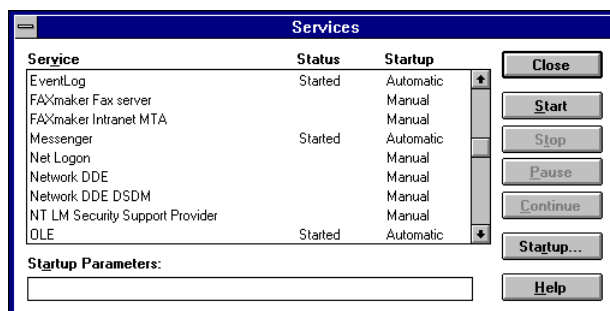 Services
Service Status Startup
EventLog Started Automatic
FAXmaker Fax server Manual
FAXmaker Intranet MTA Manual
Messenger Started Automatic
Net Logon Manual
Network DDE Manual
Network DDE DSDM Manual
NT LM Security Support Provider Manual
OLE Started Automatic
Startup Parameters:
Close
Start
Stop
Pause
Continue
Startup...
Help